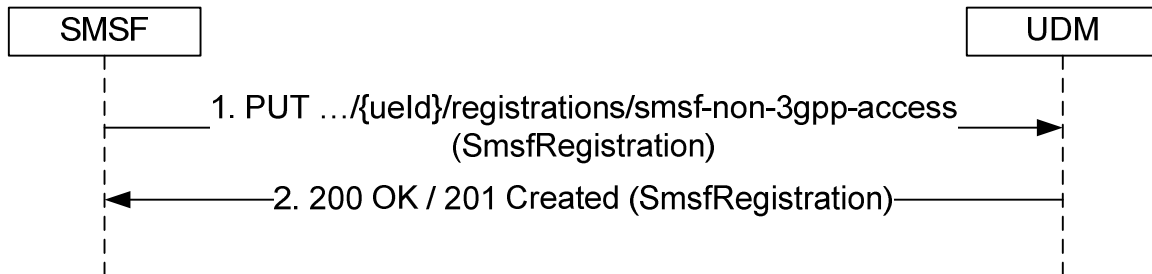 SMSF
UDM
1. PUT …/{ueId}/registrations/smsf-non-3gpp-access
(SmsfRegistration)
2. 200 OK / 201 Created (SmsfRegistration)